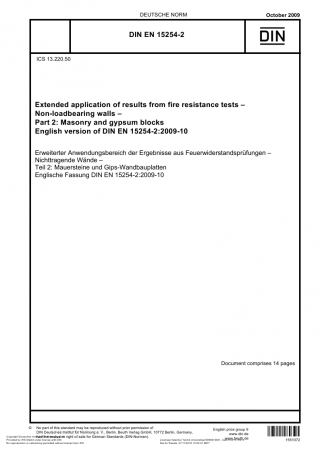 DEUTSCHE NORM
October 2009
DIN EN 15254-2
DIN
ICS 13.220.50
Extended application of results from fire resistance tests –
Non-loadbearing walls –
Part 2: Masonry and gypsum blocks
English version of DIN EN 15254-2:2009-10
Erweiterter Anwendungsbereich der Ergebnisse aus Feuerwiderstandsprüfungen –
Nichttragende Wände –
Teil 2: Mauersteine und Gips-Wandbauplatten
Englische Fassung DIN EN 15254-2:2009-10
Document comprises 14 pages
© No part of this standard may be reproduced without prior permission of
DIN Deutsches Institut für Normung e. V., Berlin. Beuth Verlag GmbH, 10772 Berlin, Germany,
right of sale for German Standards (DIN-Normen).
English price group 9
www.din.de
www.beuth.de